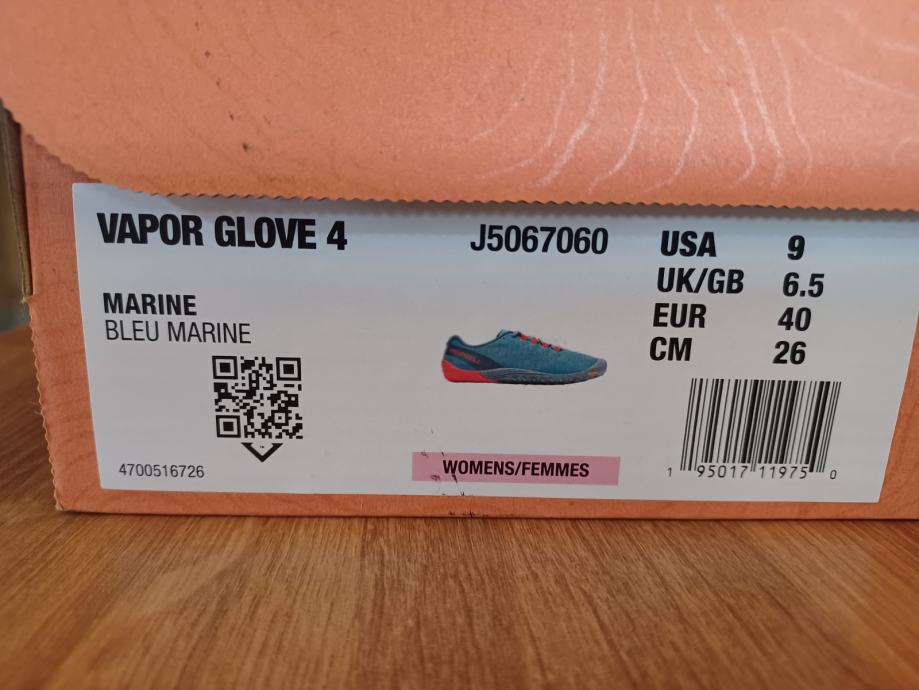 VAPOR GLOVE 4
J5067060
USA 9
UK/GB 6.5
EUR 40
CM 26
MARINE
BLEU MARINE
MERRELL
4700516726
WOMENS/FEMMES
1 95017 11975 0